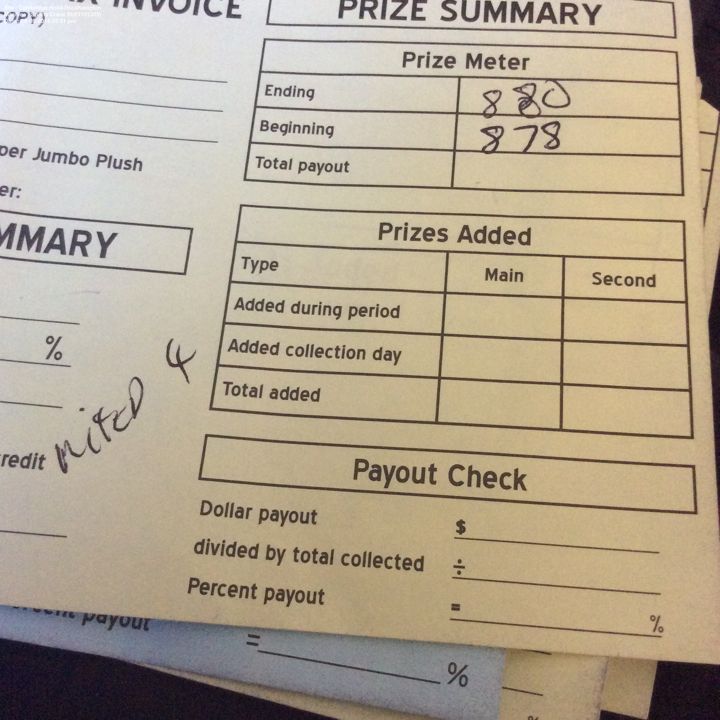 INVOICE
COPY)
per Jumbo Plush
er:
MMARY
%
redit
4
PRIZE SUMMARY
Prize Meter
Ending 880
Beginning 878
Total payout
Prizes Added
Type Main Second
Added during period
Added collection day
Total added
Payout Check
Dollar payout $
divided by total collected ÷
Percent payout = %
payout = %
%